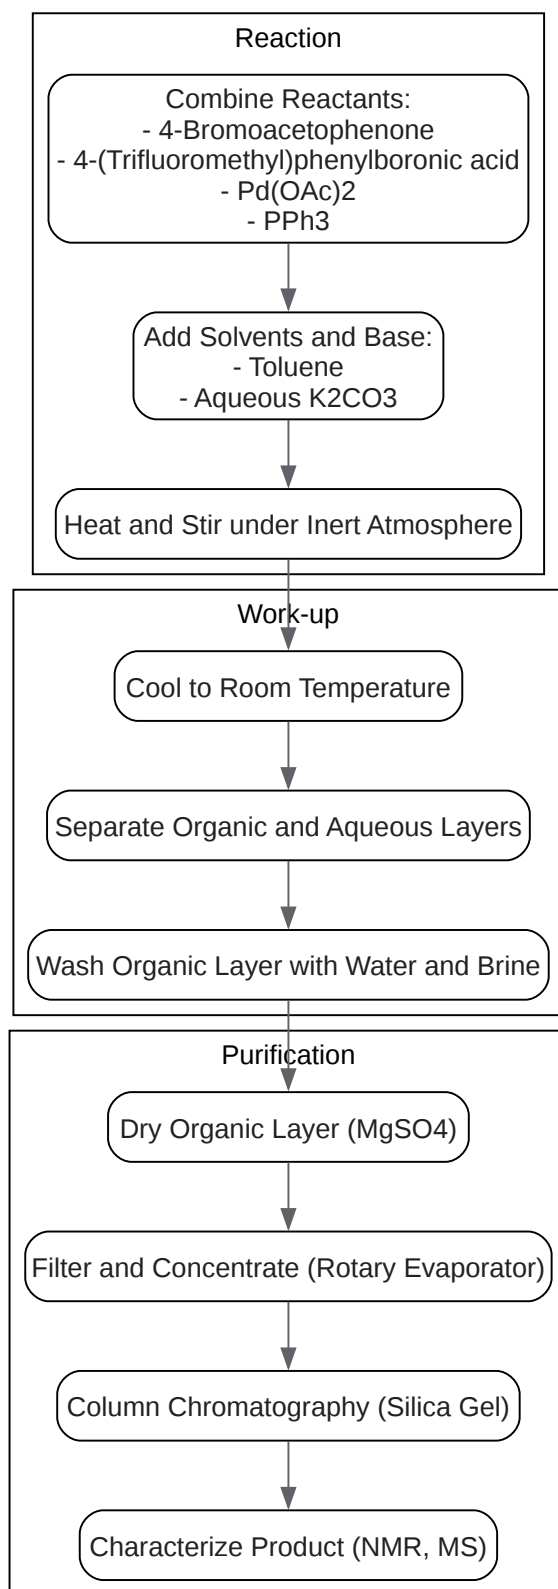 Reaction
Combine Reactants:
- 4-Bromoacetophenone
- 4-(Trifluoromethyl)phenylboronic acid
- Pd(OAc)2
- PPh3
Add Solvents and Base:
- Toluene
- Aqueous K2CO3
Heat and Stir under Inert Atmosphere
Work-up
Cool to Room Temperature
Separate Organic and Aqueous Layers
Wash Organic Layer with Water and Brine
Purification
Dry Organic Layer (MgSO4)
Filter and Concentrate (Rotary Evaporator)
Column Chromatography (Silica Gel)
Characterize Product (NMR, MS)